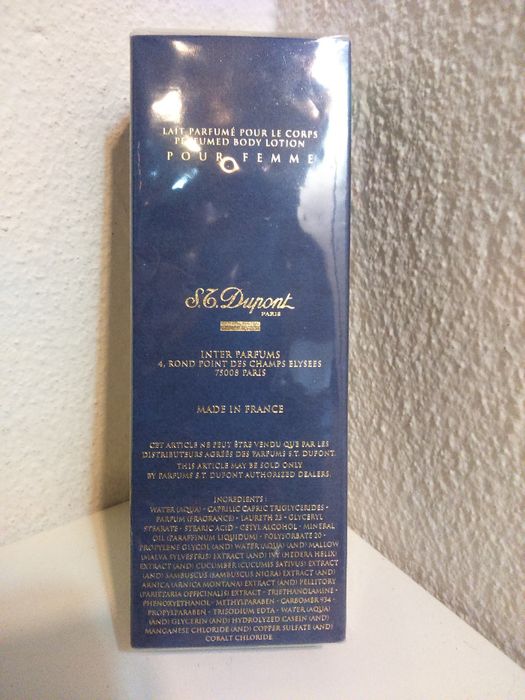 LAIT PARFUMÉ POUR LE CORPS
PERFUMED BODY LOTION
POUR FEMME
S.T. Dupont
PARIS
INTER PARFUMS
4, ROND POINT DES CHAMPS ELYSEES
75008 PARIS
MADE IN FRANCE
CET ARTICLE NE PEUT ÊTRE VENDU QUE PAR LES
DISTRIBUTEURS AGREÉS DES PARFUMS S.T. DUPONT.
THIS ARTICLE MAY BE SOLD ONLY
BY PARFUMS S.T. DUPONT AUTHORIZED DEALERS.
INGREDIENTS :
WATER (AQUA) - CAPRILIC CAPRIC TRIGLYCERIDES -
PARFUM (FRAGRANCE) - LAURETH 23 - GLYCERYL
STEARATE - STEARIC ACID - CETYL ALCOHOL - MINERAL
OIL (PARAFFINUM LIQUIDUM) - POLYSORBATE 20 -
PROPYLENE GLYCOL (AND) WATER (AQUA) (AND) MALLOW
(MALVA SYLVESTRIS) EXTRACT (AND) IVY (HEDERA HELIX)
EXTRACT (AND) CUCUMBER (CUCUMIS SATIVUS) EXTRACT
(AND) SAMBUSCUS (BAMBUSCUS NIGRA) EXTRACT (AND)
ARNICA (ARNICA MONTANA) EXTRACT (AND) PELLITORY
(PARIETARIA OFFICINALIS) EXTRACT - TRIETHANOLAMINE -
PHENOXYETHANOL - METHYLPARABEN - CARBOMER 934 -
PROPYLPARABEN - TRISODIUM EDTA - WATER (AQUA)
(AND) GLYCERIN (AND) HYDROLYZED CASEIN (AND)
MANGANESE CHLORIDE (AND) COPPER SULFATE (AND)
COBALT CHLORIDE.